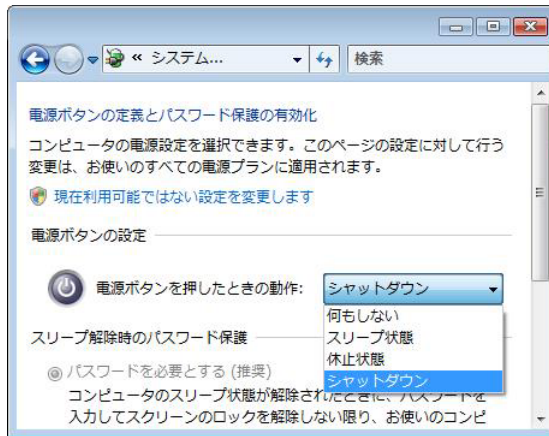 « システム...
検索
電源ボタンの定義とパスワード保護の有効化
コンピュータの電源設定を選択できます。このページの設定に対して行う
変更は、お使いのすべての電源プランに適用されます。
現在利用可能ではない設定を変更します
電源ボタンの設定
電源ボタンを押したときの動作: シャットダウン
何もしない
スリープ状態
休止状態
シャットダウン
スリープ解除時のパスワード保護
パスワードを必要とする (推奨)
コンピュータのスリープ状態が解除されたときに、パスワードを
入力してスクリーンのロックを解除しない限り、お使いのコンピ